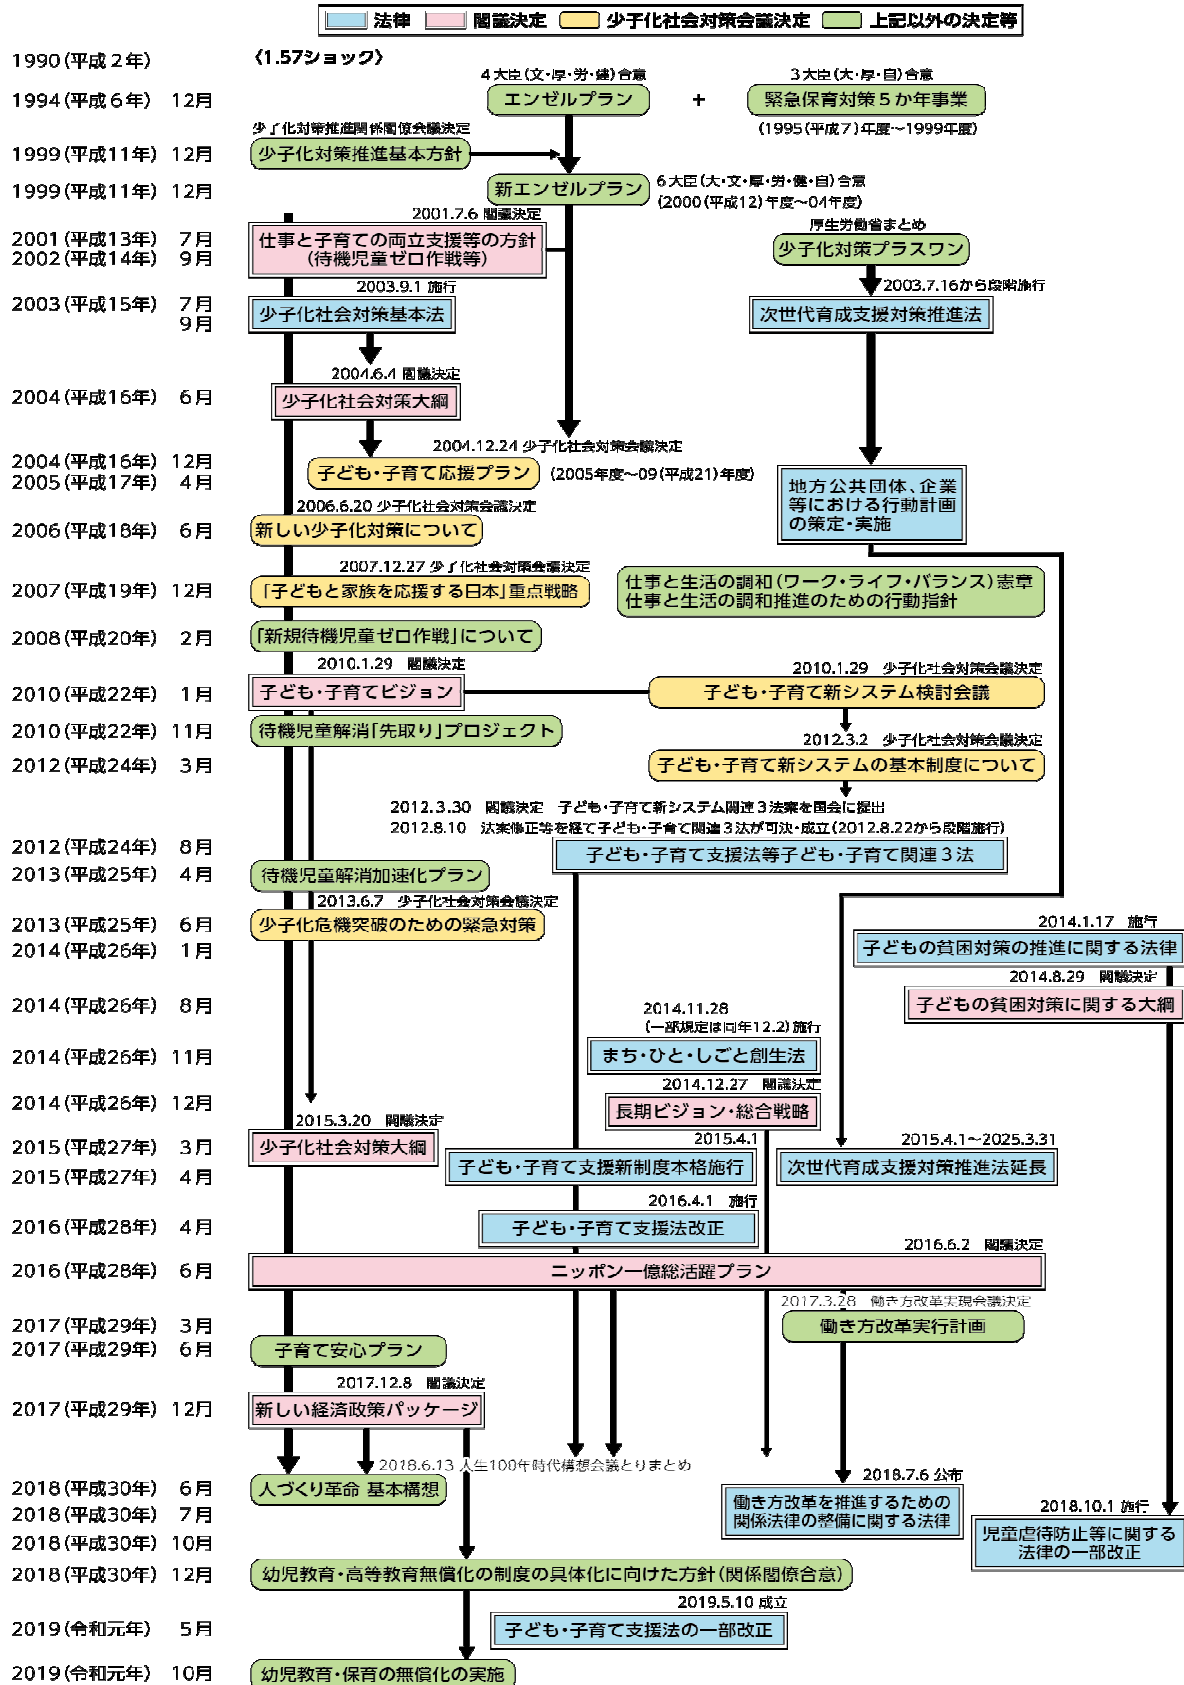 法律 閣議決定 少子化社会対策会議決定 上記以外の決定等
1990(平成２年)
〈1.57ショック〉
4大臣(文・厚・労・建)合意
3大臣(大・厚・自)合意
1994(平成６年) 12月
エンゼルプラン
+
緊急保育対策５か年事業
(1995(平成7)年度～1999年度)
少子化対策推進関係閣僚会議決定
1999(平成11年) 12月
少子化対策推進基本方針
1999(平成11年) 12月
新エンゼルプラン
6大臣(大・文・厚・労・建・自)合意
(2000(平成12)年度～04年度)
2001.7.6 閣議決定
厚生労働省まとめ
2001(平成13年) 7月
2002(平成14年) 9月
仕事と子育ての両立支援等の方針
(待機児童ゼロ作戦等)
少子化対策プラスワン
2003.9.1 施行
2003.7.16から段階施行
2003(平成15年) 7月
9月
少子化社会対策基本法
次世代育成支援対策推進法
2004.6.4 閣議決定
2004(平成16年) 6月
少子化社会対策大綱
2004.12.24 少子化社会対策会議決定
2004(平成16年) 12月
2005(平成17年) 4月
子ども・子育て応援プラン
(2005年度～09(平成21)年度)
地方公共団体、企業
等における行動計画
の策定・実施
2006.6.20 少子化社会対策会議決定
2006(平成18年) 6月
新しい少子化対策について
2007.12.27 少子化社会対策会議決定
2007(平成19年) 12月
「子どもと家族を応援する日本」重点戦略
仕事と生活の調和(ワーク・ライフ・バランス)憲章
仕事と生活の調和推進のための行動指針
2008(平成20年) 2月
「新規待機児童ゼロ作戦」について
2010.1.29 閣議決定
2010.1.29 少子化社会対策会議決定
2010(平成22年) 1月
子ども・子育てビジョン
子ども・子育て新システム検討会議
2010(平成22年) 11月
待機児童解消「先取り」プロジェクト
2012.3.2 少子化社会対策会議決定
2012(平成24年) 3月
子ども・子育て新システムの基本制度について
2012.3.30 閣議決定 子ども・子育て新システム関連３法案を国会に提出
2012.8.10 法案修正等を経て子ども・子育て関連３法が可決・成立(2012.8.22から段階施行)
2012(平成24年) 8月
子ども・子育て支援法等子ども・子育て関連３法
2013(平成25年) 4月
待機児童解消加速化プラン
2013.6.7 少子化社会対策会議決定
2013(平成25年) 6月
少子化危機突破のための緊急対策
2014.1.17 施行
2014(平成26年) 1月
子どもの貧困対策の推進に関する法律
2014.8.29 閣議決定
2014(平成26年) 8月
子どもの貧困対策に関する大綱
2014.11.28
(一部規定は同年12.2)施行
2014(平成26年) 11月
まち・ひと・しごと創生法
2014.12.27 閣議決定
2014(平成26年) 12月
長期ビジョン・総合戦略
2015.3.20 閣議決定
2015.4.1
2015.4.1～2025.3.31
2015(平成27年) 3月
少子化社会対策大綱
2015(平成27年) 4月
子ども・子育て支援新制度本格施行
次世代育成支援対策推進法延長
2016.4.1 施行
2016(平成28年) 4月
子ども・子育て支援法改正
2016.6.2 閣議決定
2016(平成28年) 6月
ニッポン一億総活躍プラン
2017.3.28 働き方改革実現会議決定
2017(平成29年) 3月
働き方改革実行計画
2017(平成29年) 6月
子育て安心プラン
2017.12.8 閣議決定
2017(平成29年) 12月
新しい経済政策パッケージ
2018.6.13 人生100年時代構想会議とりまとめ
2018.7.6 公布
2018(平成30年) 6月
人づくり革命 基本構想
2018(平成30年) 7月
働き方改革を推進するための
関係法律の整備に関する法律
2018.10.1 施行
2018(平成30年) 10月
児童虐待防止等に関する
法律の一部改正
2018(平成30年) 12月
幼児教育・高等教育無償化の制度の具体化に向けた方針(関係閣僚合意)
2019.5.10 成立
2019(令和元年) 5月
子ども・子育て支援法の一部改正
2019(令和元年) 10月
幼児教育・保育の無償化の実施